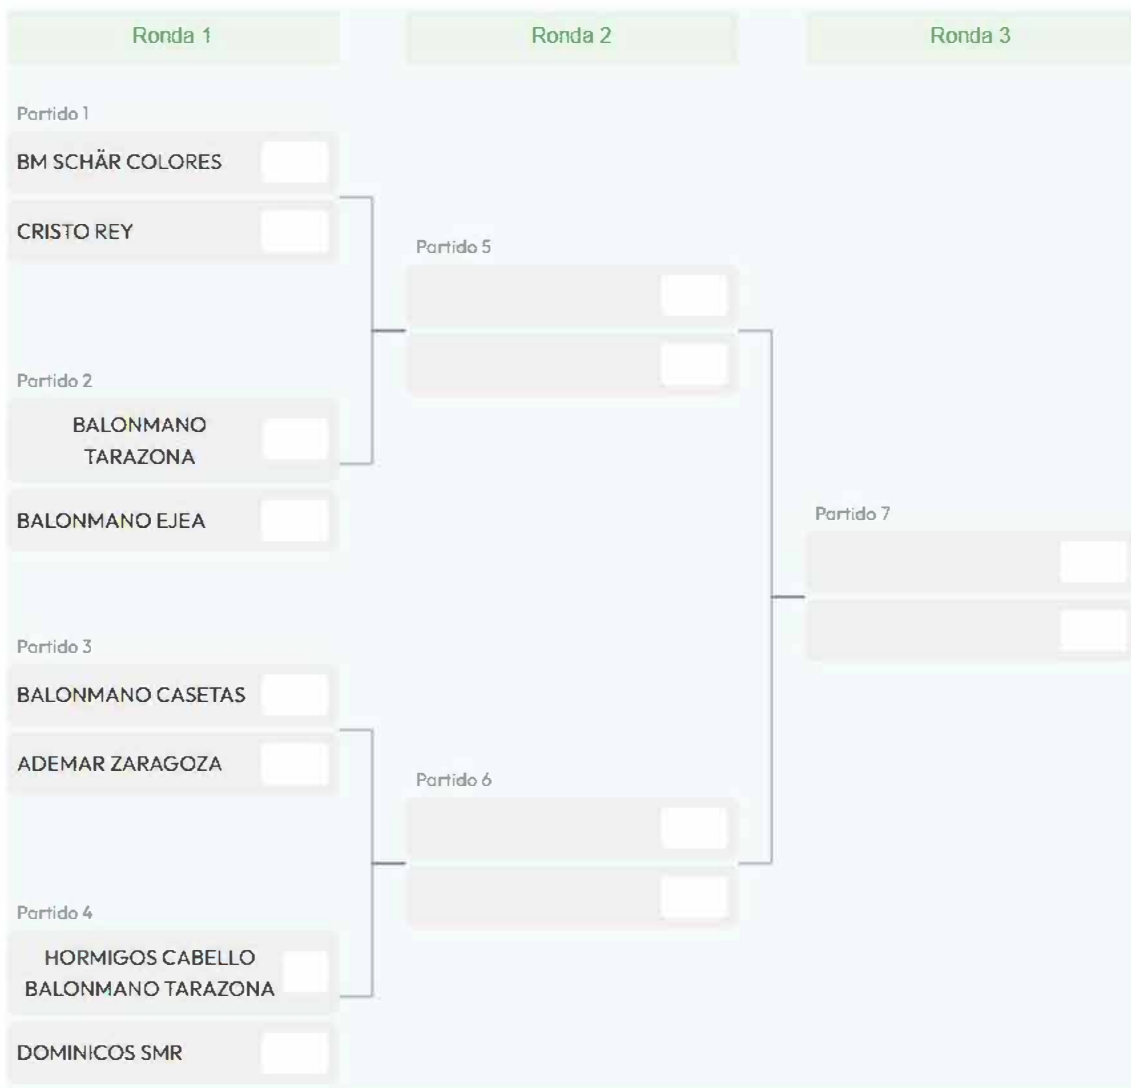 Ronda 1
Ronda 2
Ronda 3
Partido 1
BM SCHÄR COLORES
CRISTO REY
Partido 5
Partido 2
BALONMANO
TARAZONA
BALONMANO EJEA
Partido 7
Partido 3
BALONMANO CASETAS
ADEMAR ZARAGOZA
Partido 6
Partido 4
HORMIGOS CABELLO
BALONMANO TARAZONA
DOMINICOS SMR